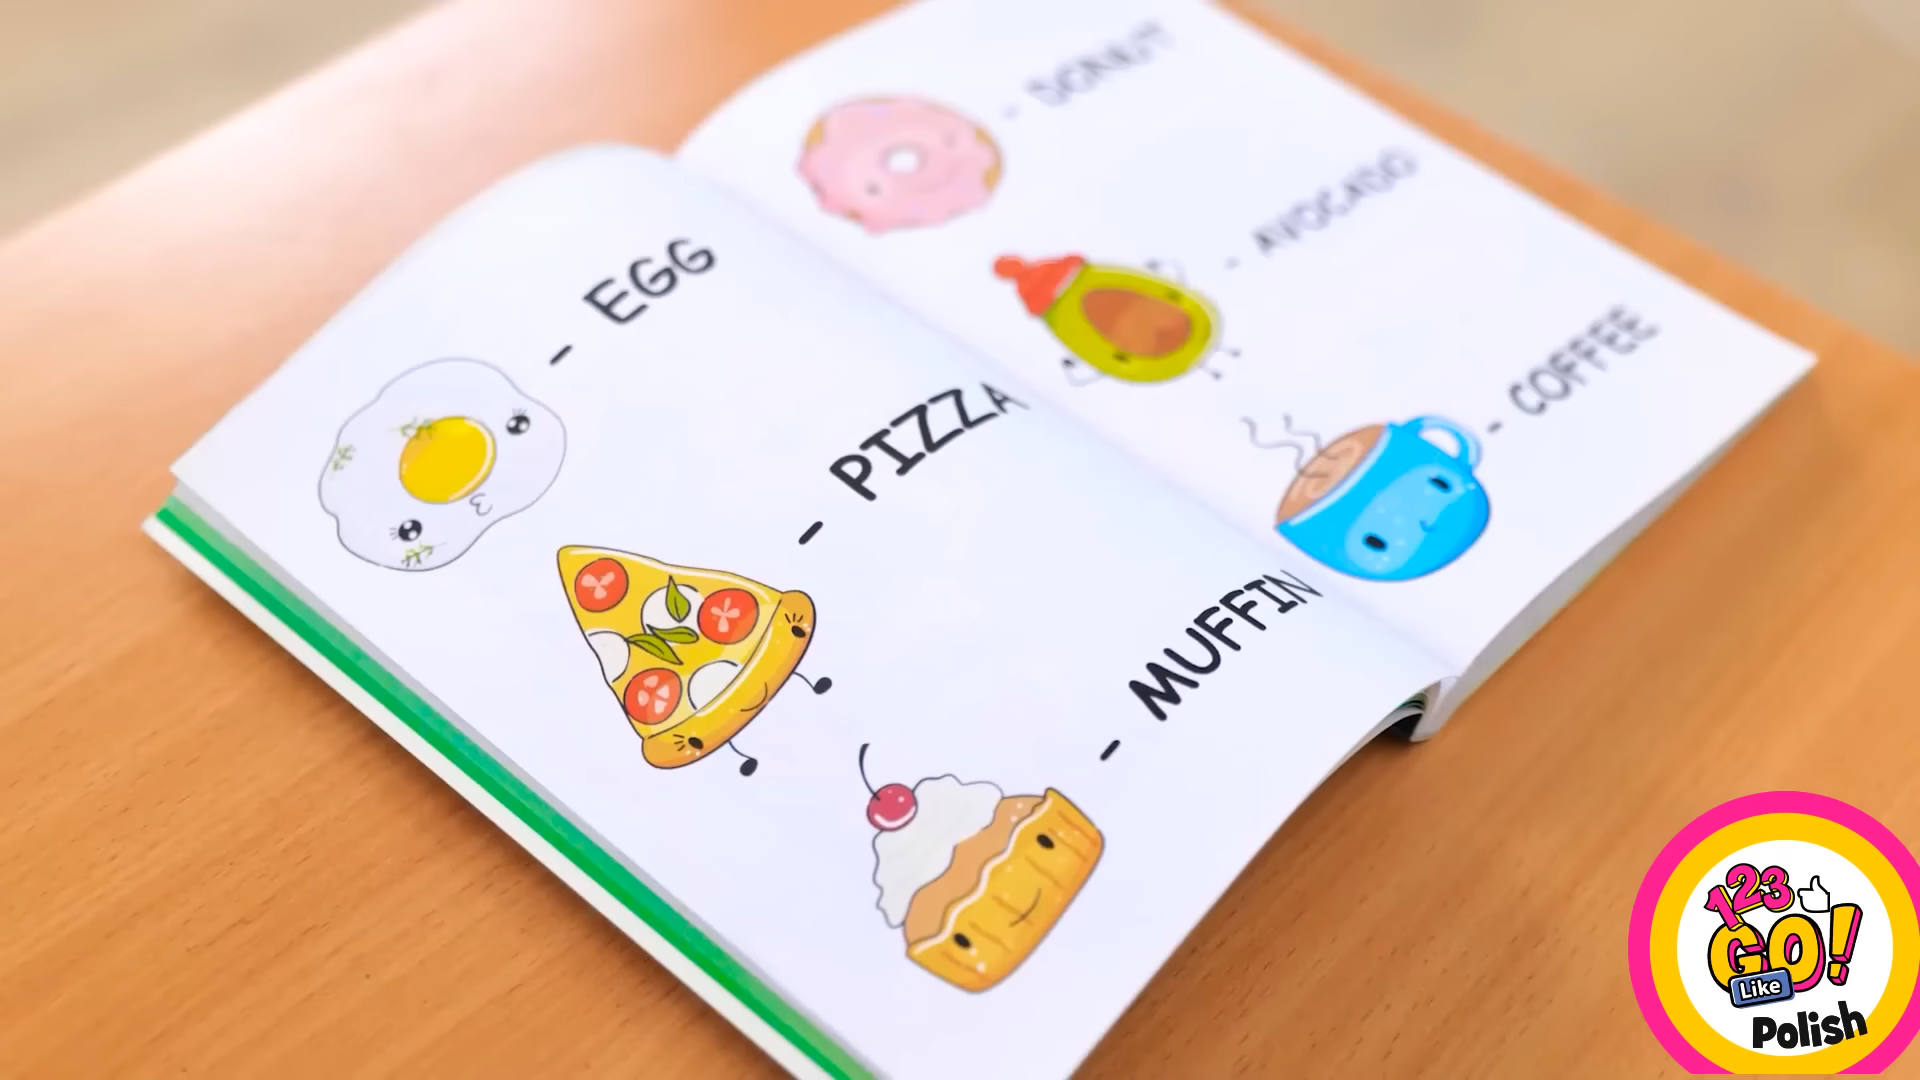 - EGG
- PIZZA
- MUFFIN
- DONUT
- AVOCADO
- COFFEE
123
GO!
Like
Polish